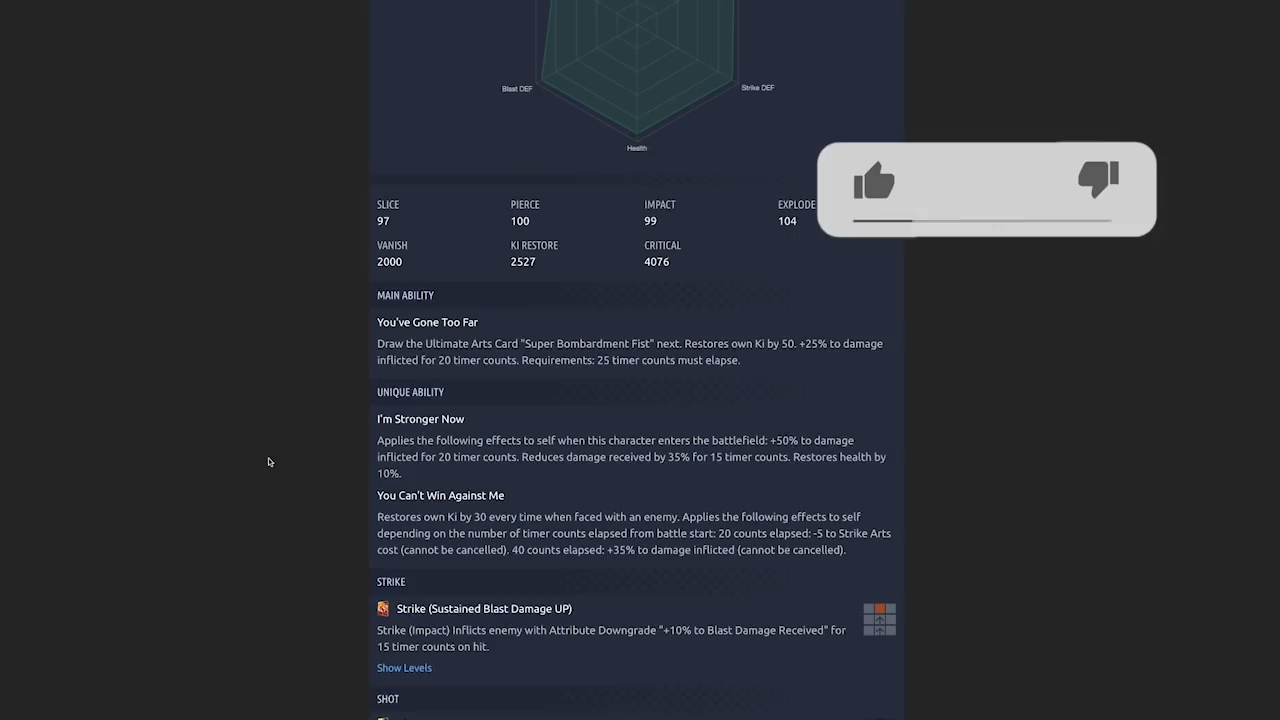 Blast DEF
Strike DEF
Health
SLICE PIERCE IMPACT EXPLODE
97 100 99 104
VANISH KI RESTORE CRITICAL
2000 2527 4076
MAIN ABILITY
You've Gone Too Far
Draw the Ultimate Arts Card "Super Bombardment Fist" next. Restores own Ki by 50. +25% to damage
inflicted for 20 timer counts. Requirements: 25 timer counts must elapse.
UNIQUE ABILITY
I'm Stronger Now
Applies the following effects to self when this character enters the battlefield: +50% to damage
inflicted for 20 timer counts. Reduces damage received by 35% for 15 timer counts. Restores health by
10%.
You Can't Win Against Me
Restores own Ki by 30 every time when faced with an enemy. Applies the following effects to self
depending on the number of timer counts elapsed from battle start: 20 counts elapsed: -5 to Strike Arts
cost (cannot be cancelled). 40 counts elapsed: +35% to damage inflicted (cannot be cancelled).
STRIKE
Strike (Sustained Blast Damage UP)
Strike (Impact) Inflicts enemy with Attribute Downgrade "+10% to Blast Damage Received" for
15 timer counts on hit.
Show Levels
SHOT